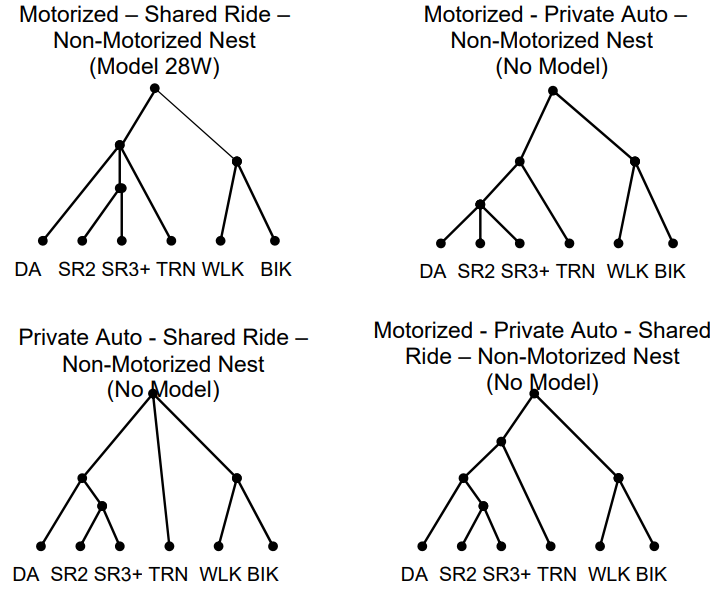 Motorized – Shared Ride –
Non-Motorized Nest
(Model 28W)
DA SR2 SR3+ TRN WLK BIK
Motorized - Private Auto –
Non-Motorized Nest
(No Model)
DA SR2 SR3+ TRN WLK BIK
Private Auto - Shared Ride –
Non-Motorized Nest
(No Model)
DA SR2 SR3+ TRN WLK BIK
Motorized - Private Auto - Shared
Ride – Non-Motorized Nest
(No Model)
DA SR2 SR3+ TRN WLK BIK